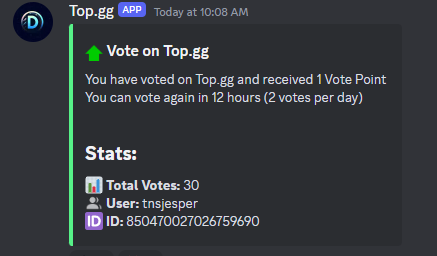 Top.gg APP Today at 10:08 AM
Vote on Top.gg
You have voted on Top.gg and received 1 Vote Point
You can vote again in 12 hours (2 votes per day)
Stats:
Total Votes: 30
User: tnsjesper
ID ID: 850470027026759690